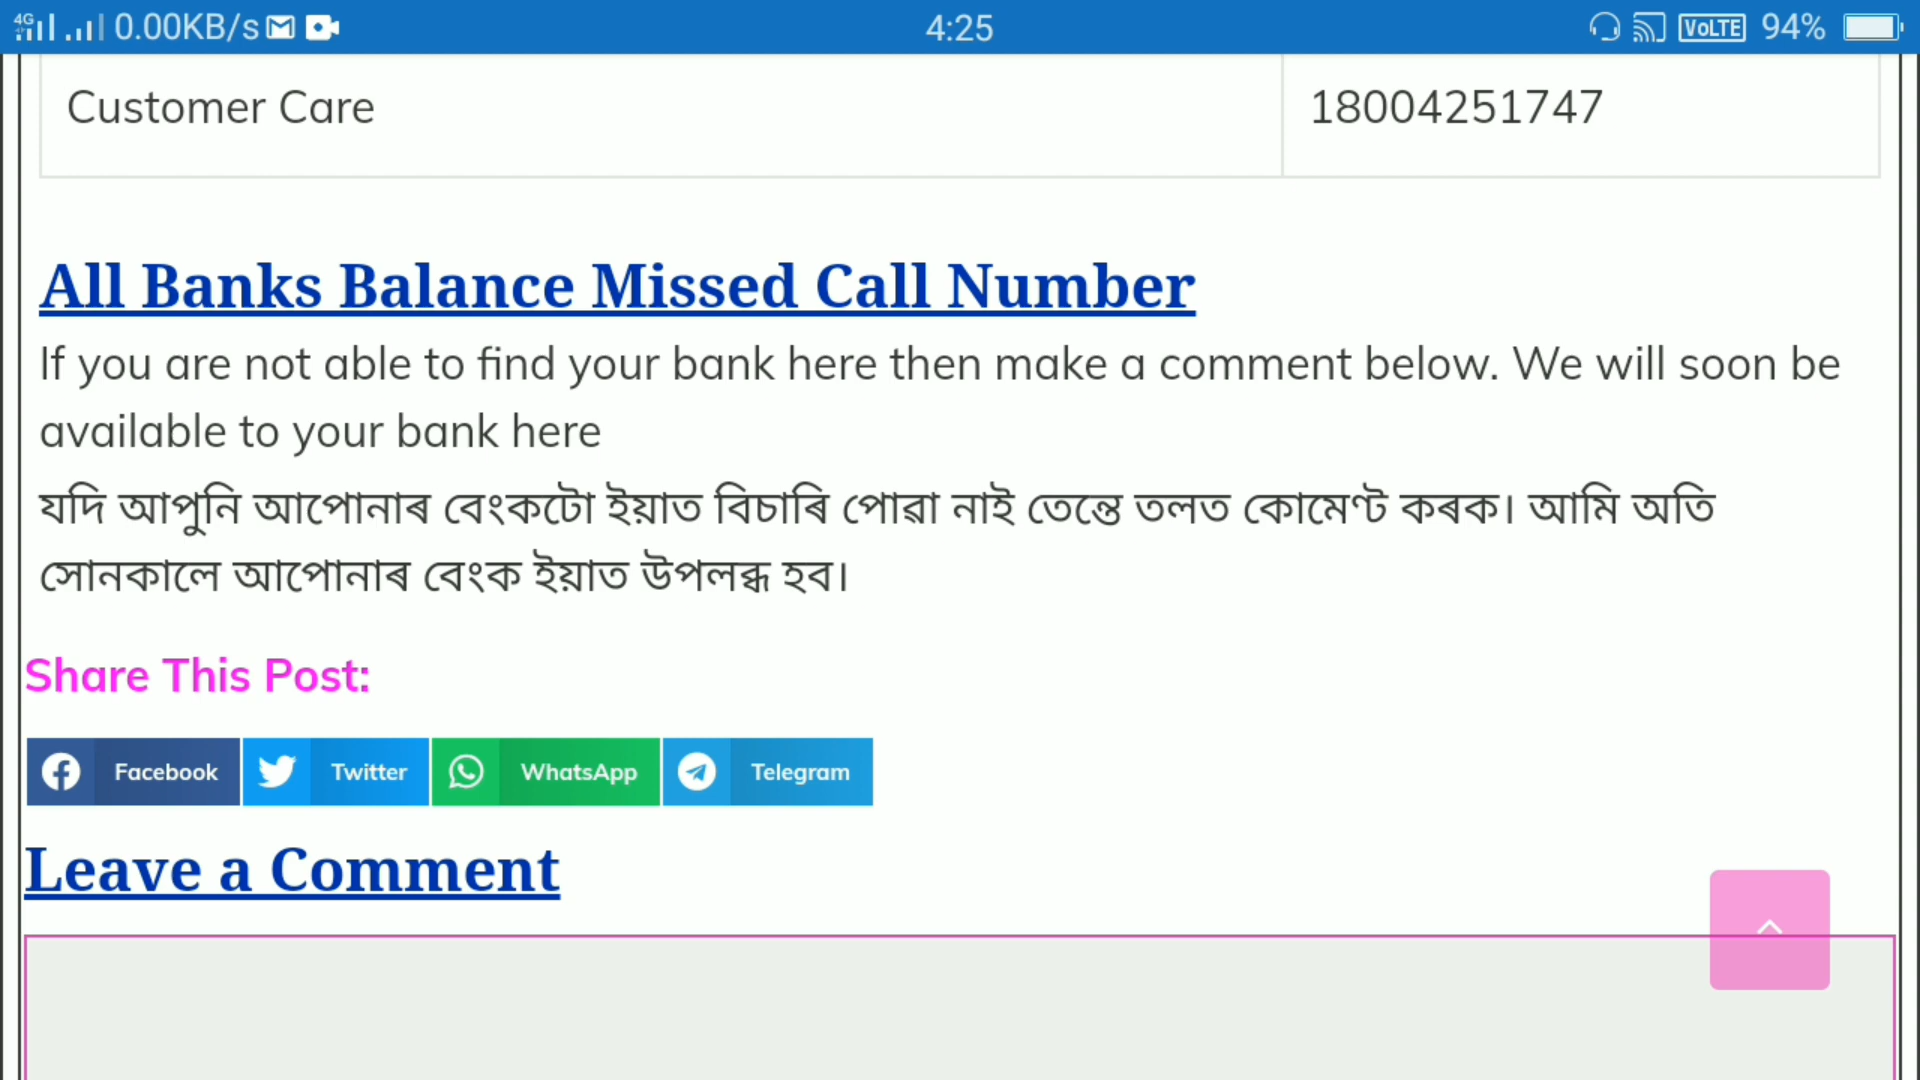 4G 0.00KB/s 4:25 VoLTE 94%
Customer Care 18004251747
All Banks Balance Missed Call Number
If you are not able to find your bank here then make a comment below. We will soon be
available to your bank here
যদি আপুনি আপোনাৰ বেংকটো ইয়াত বিচাৰি পোৱা নাই তেন্তে তলত কোমেণ্ট কৰক। আমি অতি
সোনকালে আপোনাৰ বেংক ইয়াত উপলব্ধ হব।
Share This Post:
Facebook Twitter WhatsApp Telegram
Leave a Comment